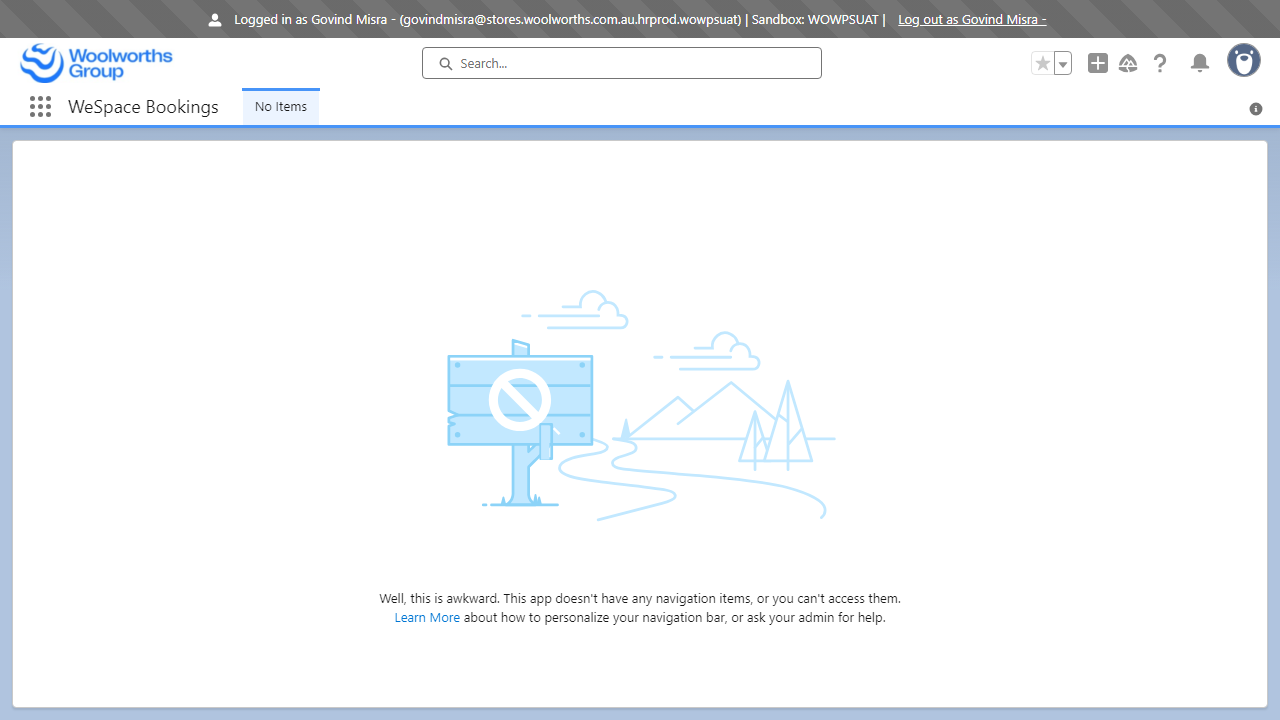 Logged in as Govind Misra - (govindmisra@stores.woolworths.com.au.hrprod.wowpsuat) | Sandbox: WOWPSUAT | Log out as Govind Misra -
Woolworths
Group
Search...
WeSpace Bookings
No Items
Well, this is awkward. This app doesn't have any navigation items, or you can't access them.
Learn More about how to personalize your navigation bar, or ask your admin for help.